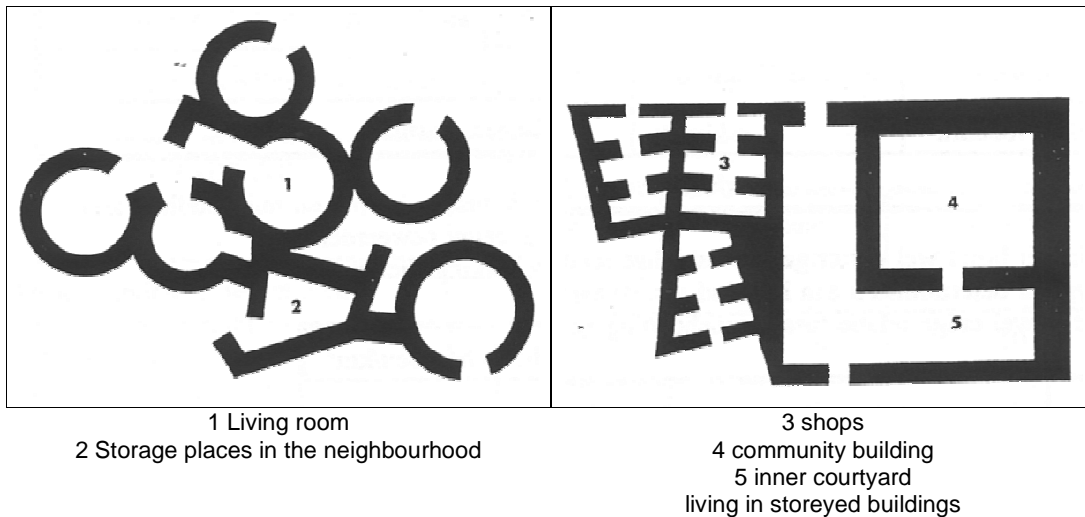 1
2
3
4
5
1 Living room
2 Storage places in the neighbourhood
3 shops
4 community building
5 inner courtyard
living in storeyed buildings